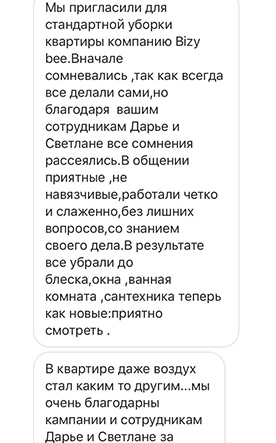 Мы пригласили для
стандартной уборки
квартиры компанию Bizy
bee.Вначале
сомневались ,так как всегда
все делали сами,но
благодаря  вашим
сотрудникам Дарье и
Светлане все сомнения
рассеялись.В общении
приятные ,не
навязчивые,работали четко
и слаженно,без лишних
вопросов,со знанием
своего дела.В результате
все убрали до
блеска,окна ,ванная
комната ,сантехника теперь
как новые:приятно
смотреть .
В квартире даже воздух
стал каким то другим...мы
очень благодарны
кампании и сотрудникам
Дарье и Светлане за